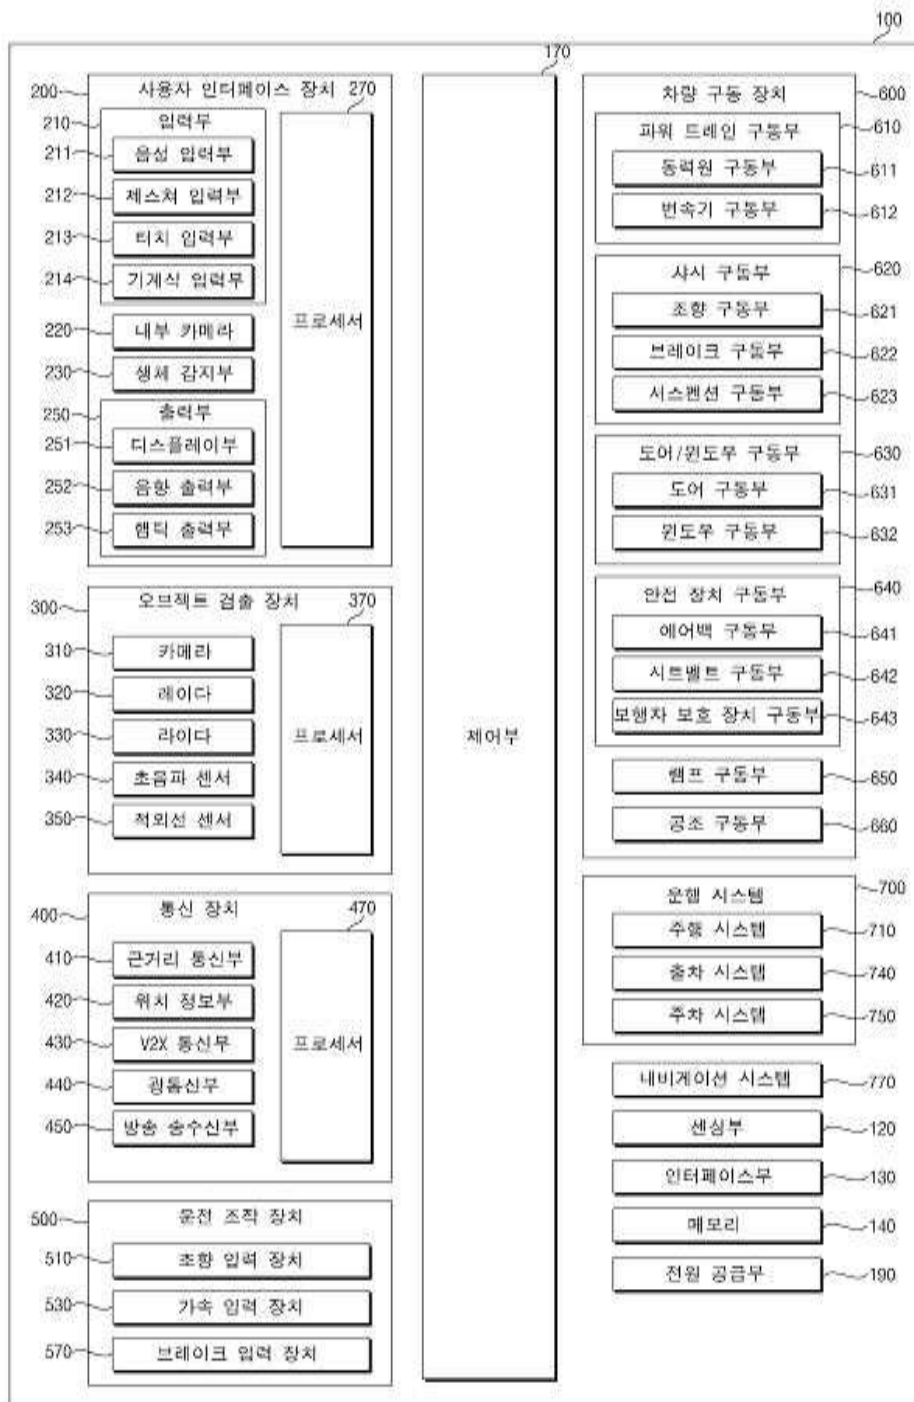 100
170
200
사용자 인터페이스 장치
270
210
입력부
211
음성 입력부
212
제스쳐 입력부
213
터치 입력부
214
기계식 입력부
프로세서
220
내부 카메라
230
생체 감지부
250
출력부
251
디스플레이부
252
음향 출력부
253
햅틱 출력부
300
오브젝트 검출 장치
370
310
카메라
320
레이다
330
라이다
프로세서
340
초음파 센서
350
적외선 센서
400
통신 장치
470
410
근거리 통신부
420
위치 정보부
430
V2X 통신부
프로세서
440
광통신부
450
방송 송수신부
500
운전 조작 장치
510
조향 입력 장치
530
가속 입력 장치
570
브레이크 입력 장치
제어부
차량 구동 장치
600
파워 트레인 구동부
610
동력원 구동부
611
변속기 구동부
612
샤시 구동부
620
조향 구동부
621
브레이크 구동부
622
서스펜션 구동부
623
도어/윈도우 구동부
630
도어 구동부
631
윈도우 구동부
632
안전 장치 구동부
640
에어백 구동부
641
시트벨트 구동부
642
보행자 보호 장치 구동부
643
램프 구동부
650
공조 구동부
660
운행 시스템
700
주행 시스템
710
출차 시스템
740
주차 시스템
750
내비게이션 시스템
770
센싱부
120
인터페이스부
130
메모리
140
전원 공급부
190